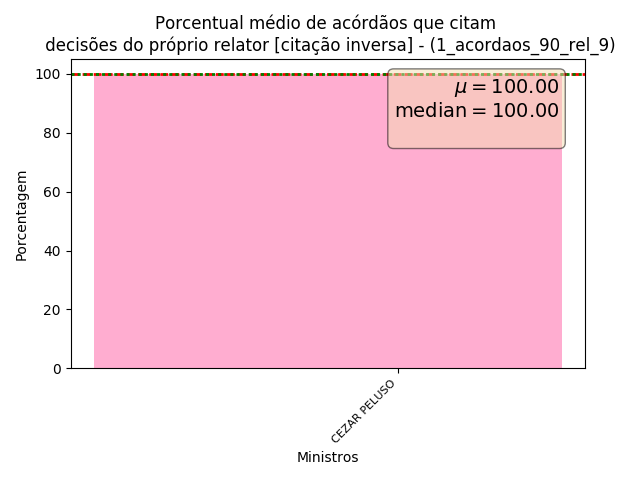 Porcentual médio de acórdãos que citam
decisões do próprio relator [citação inversa] - (1_acordaos_90_rel_9)
μ = 100.00
median = 100.00
100
80
60
40
20
0
Porcentagem
CEZAR PELUSO
Ministros